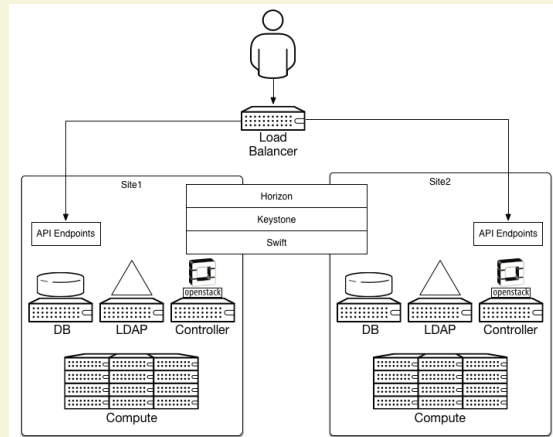 Load
Balancer
Site1
Site2
Horizon
Keystone
Swift
API Endpoints
API Endpoints
openstack
openstack
DB
LDAP
Controller
DB
LDAP
Controller
Compute
Compute